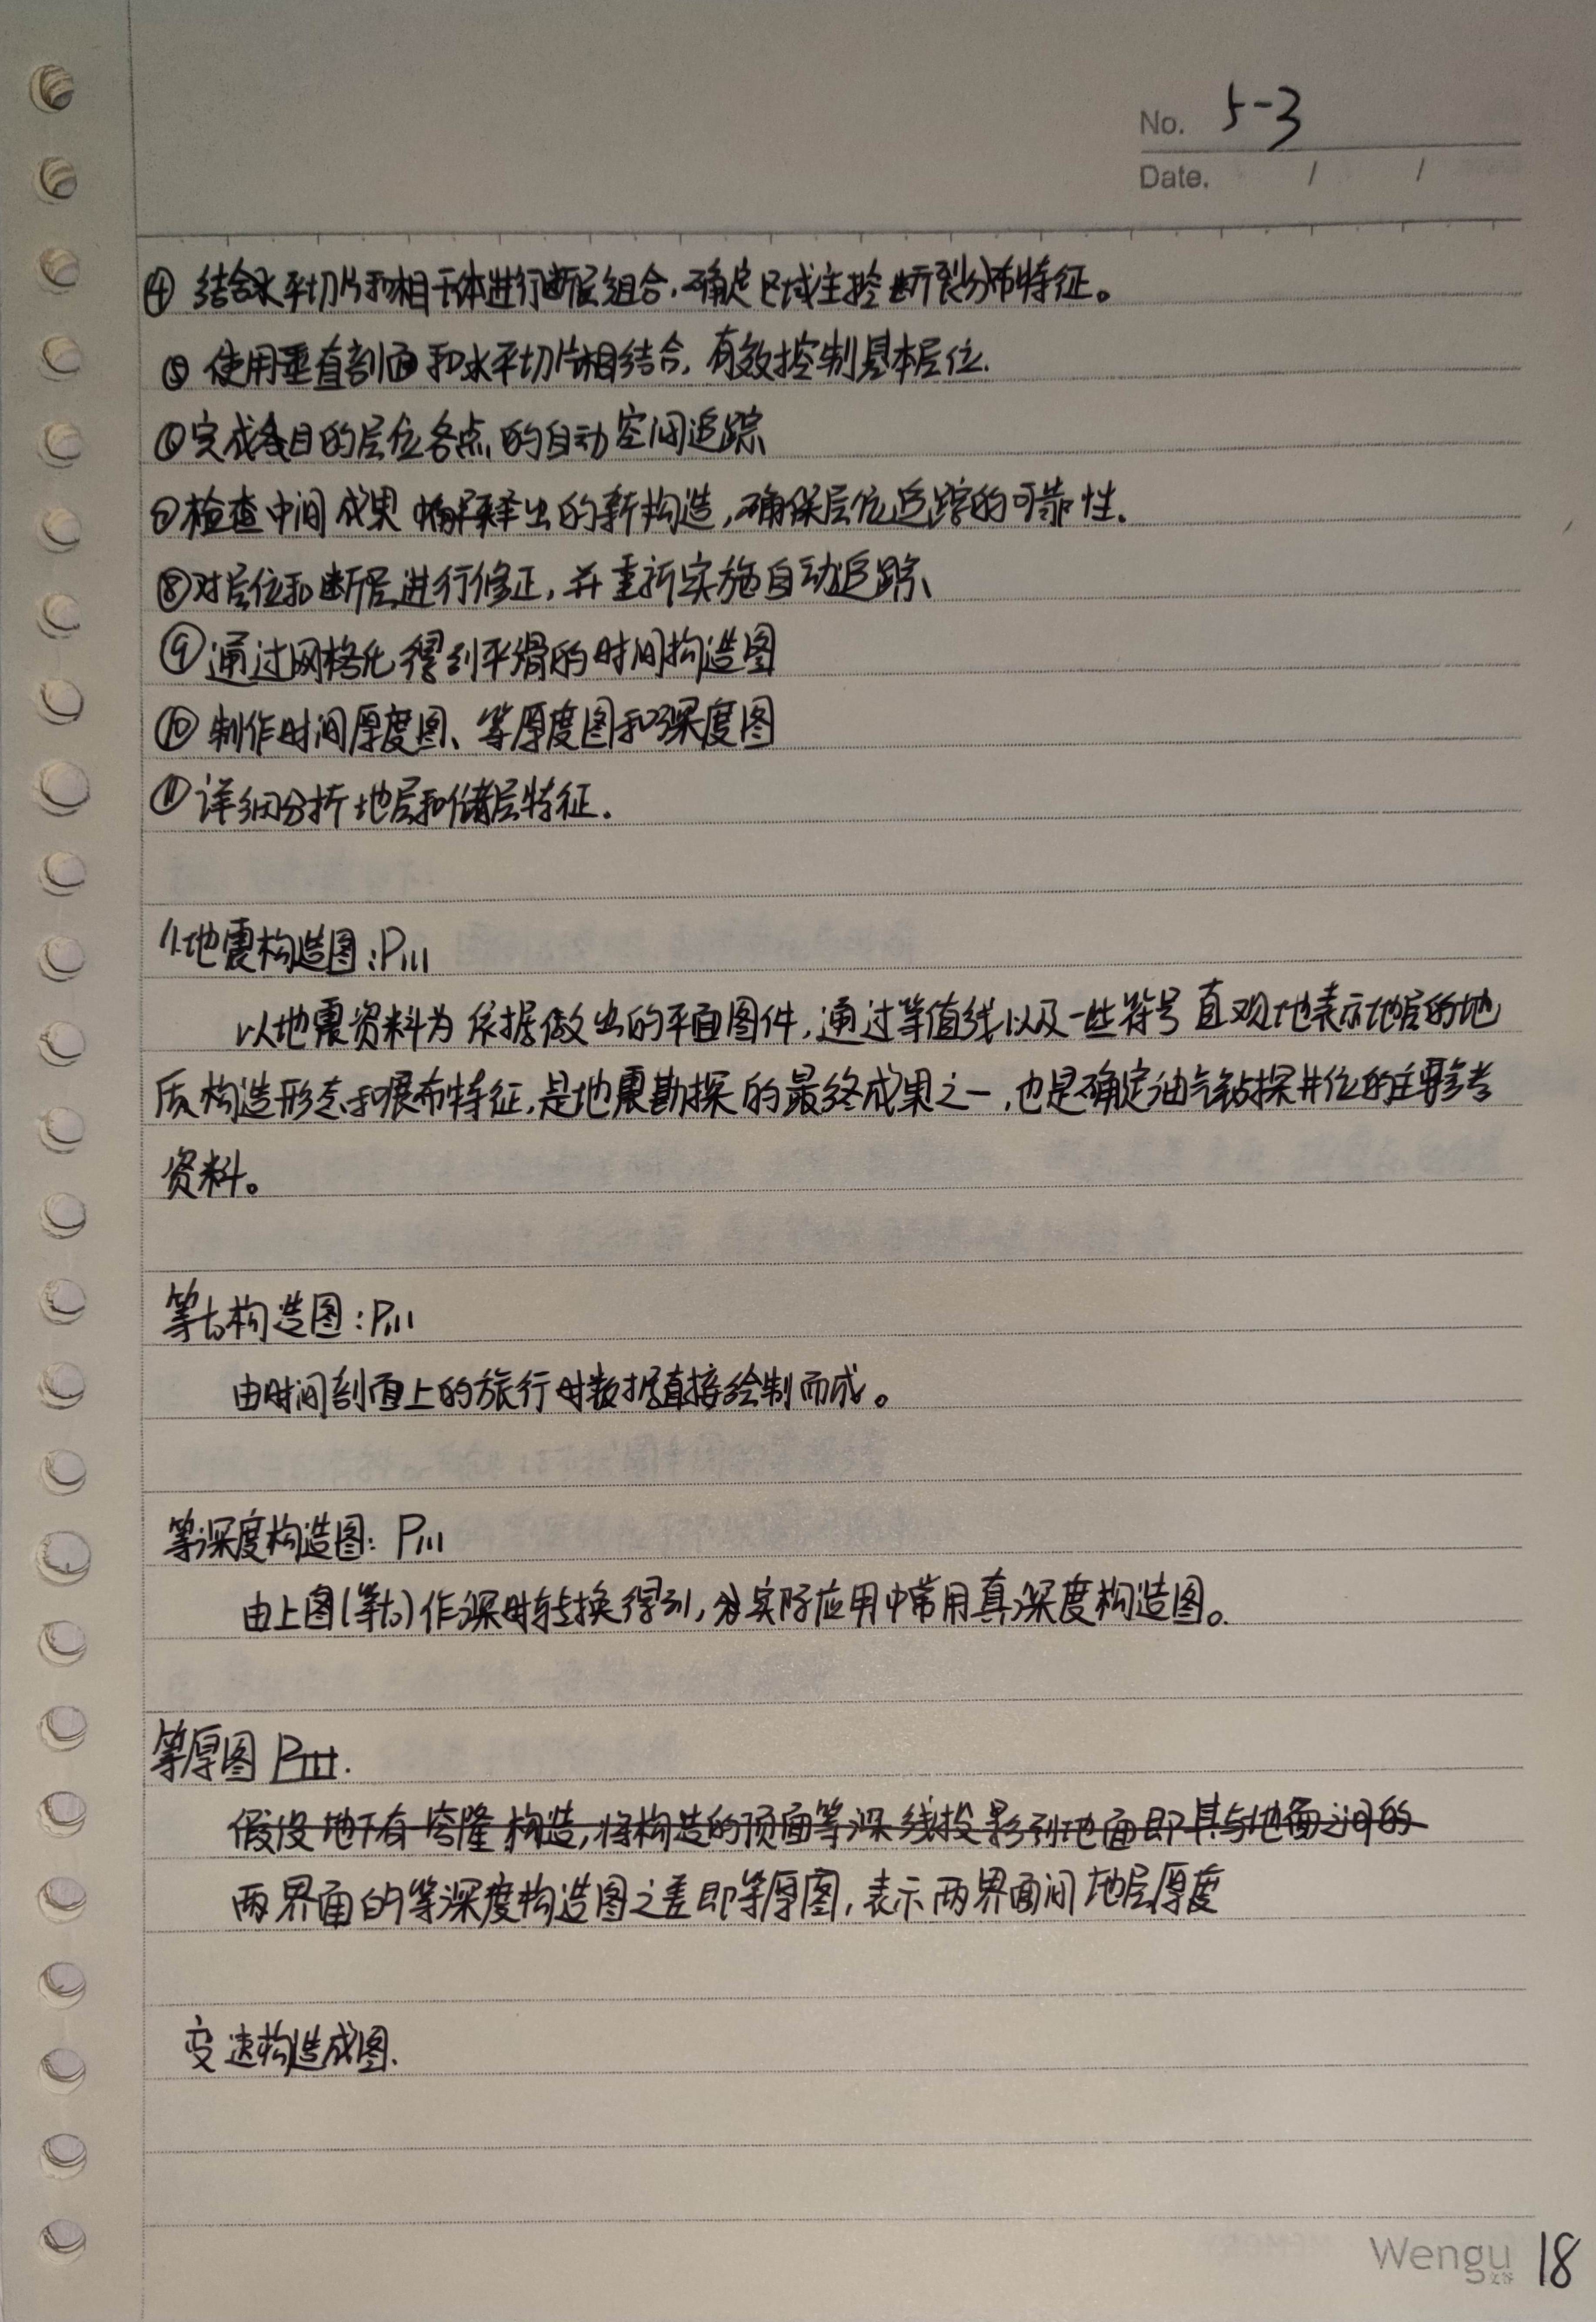 No. 5-3
Date. / /
④ 结合水平切片和相干体进行断层组合,确定区域主控断裂分布特征。
⑤ 使用垂直剖面和水平切片相结合,有效控制基本层位.
⑥完成各目的层位各点的自动空间追踪
⑦检查中间成果 解释出的新构造,确保层位追踪的可靠性.
⑧对层位和断层进行修正,并重新实施自动追踪、
⑨通过网格化得到平滑的时间构造图
⑩ 制作时间厚度图、等厚度图和深度图
⑪详细分析地层和储层特征.
1.地震构造图:P111
以地震资料为依据做出的平面图件,通过等值线以及一些符号直观地表示地层的地
质构造形态和展布特征,是地震勘探的最终成果之一,也是确定油气钻探井位的主要参考
资料。
等t₀构造图:P111
由时间剖面上的旅行时数据直接绘制而成。
等深度构造图: P111
由上图(等t₀)作深时转换得到,实际应用中常用真深度构造图。
等厚图 P111.
假设地下有 隆构造,将构造的顶面等深线投影到地面即其与地面之间的
两界面的等深度构造图之差即等厚图,表示两界面间地层厚度
变速构造成图.
Wengu 文谷 18